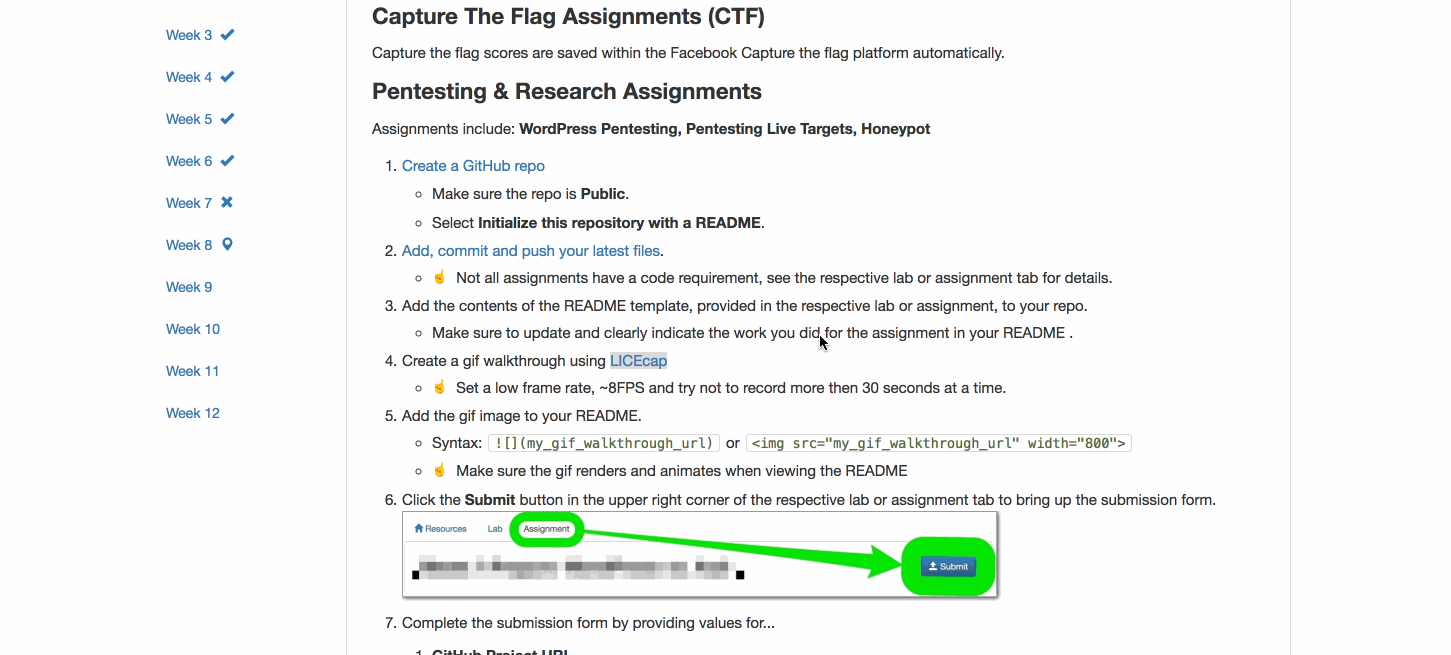 Capture The Flag Assignments (CTF)
Week 3
Capture the flag scores are saved within the Facebook Capture the flag platform automatically.
Week 4
Pentesting & Research Assignments
Week 5
Assignments include: WordPress Pentesting, Pentesting Live Targets, Honeypot
Week 6
1. Create a GitHub repo
Make sure the repo is Public.
Week 7
Select Initialize this repository with a README.
Week 8
2. Add, commit and push your latest files.
☝ Not all assignments have a code requirement, see the respective lab or assignment tab for details.
Week 9
3. Add the contents of the README template, provided in the respective lab or assignment, to your repo.
Week 10
Make sure to update and clearly indicate the work you did for the assignment in your README .
4. Create a gif walkthrough using LICEcap
Week 11
☝ Set a low frame rate, ~8FPS and try not to record more then 30 seconds at a time.
Week 12
5. Add the gif image to your README.
Syntax: ![](my_gif_walkthrough_url) or <img src="my_gif_walkthrough_url" width="800">
☝ Make sure the gif renders and animates when viewing the README
6. Click the Submit button in the upper right corner of the respective lab or assignment tab to bring up the submission form.
Resources Lab Assignment
Submit
7. Complete the submission form by providing values for...
1. GitHub Project URL